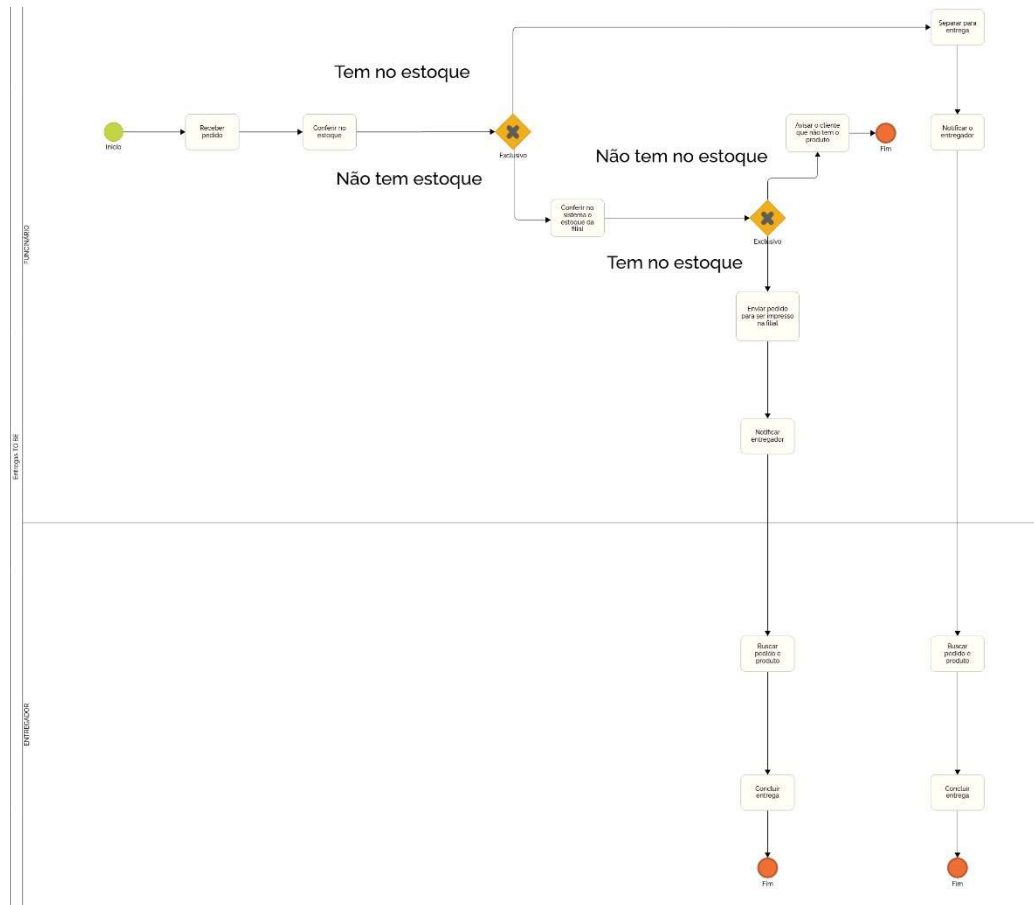 Separar para
entrega
Tem no estoque
Início
Receber
pedido
Conferir no
estoque
Exclusivo
Avisar o cliente
que não tem o
produto
Fim
Notificar o
entregador
Não tem no estoque
Não tem estoque
Conferir no
sistema o
estoque da
filial
Exclusivo
Tem no estoque
Enviar pedido
para ser impresso
na filial
Notificar
entregador
FUNCINÁRIO
Entregas TO BE
Buscar
pedido e
produto
Buscar
pedido e
produto
ENTREGADOR
Concluir
entrega
Concluir
entrega
Fim
Fim